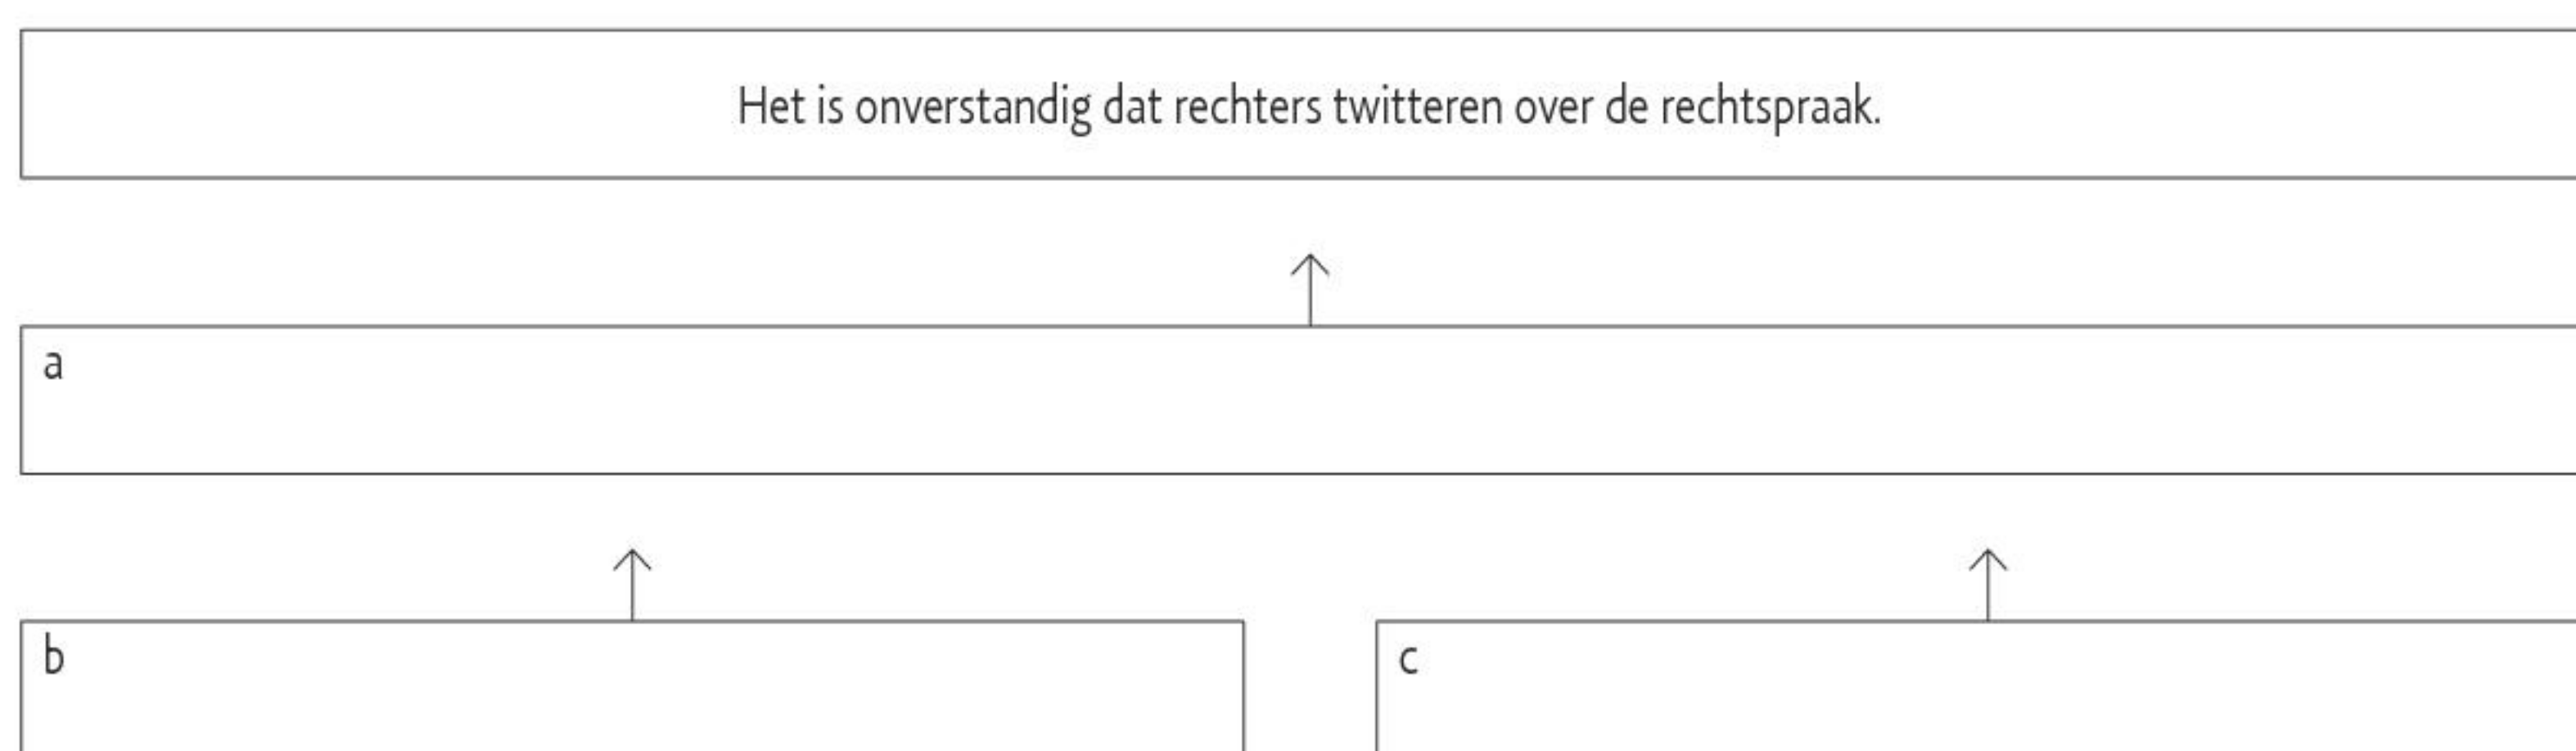 Het is onverstandig dat rechters twitteren over de rechtspraak.
a
b
c